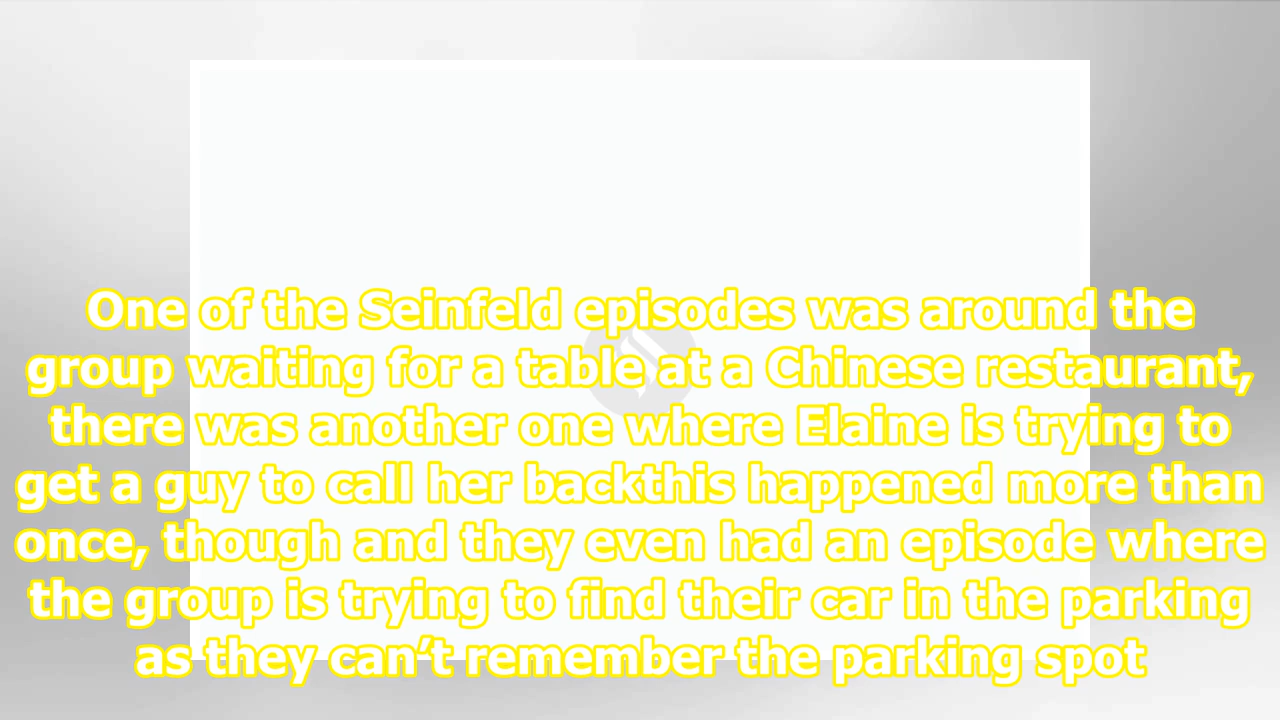 One of the Seinfeld episodes was around the
group waiting for a table at a Chinese restaurant,
there was another one where Elaine is trying to
get a guy to call her backthis happened more than
once, though and they even had an episode where
the group is trying to find their car in the parking
as they can’t remember the parking spot